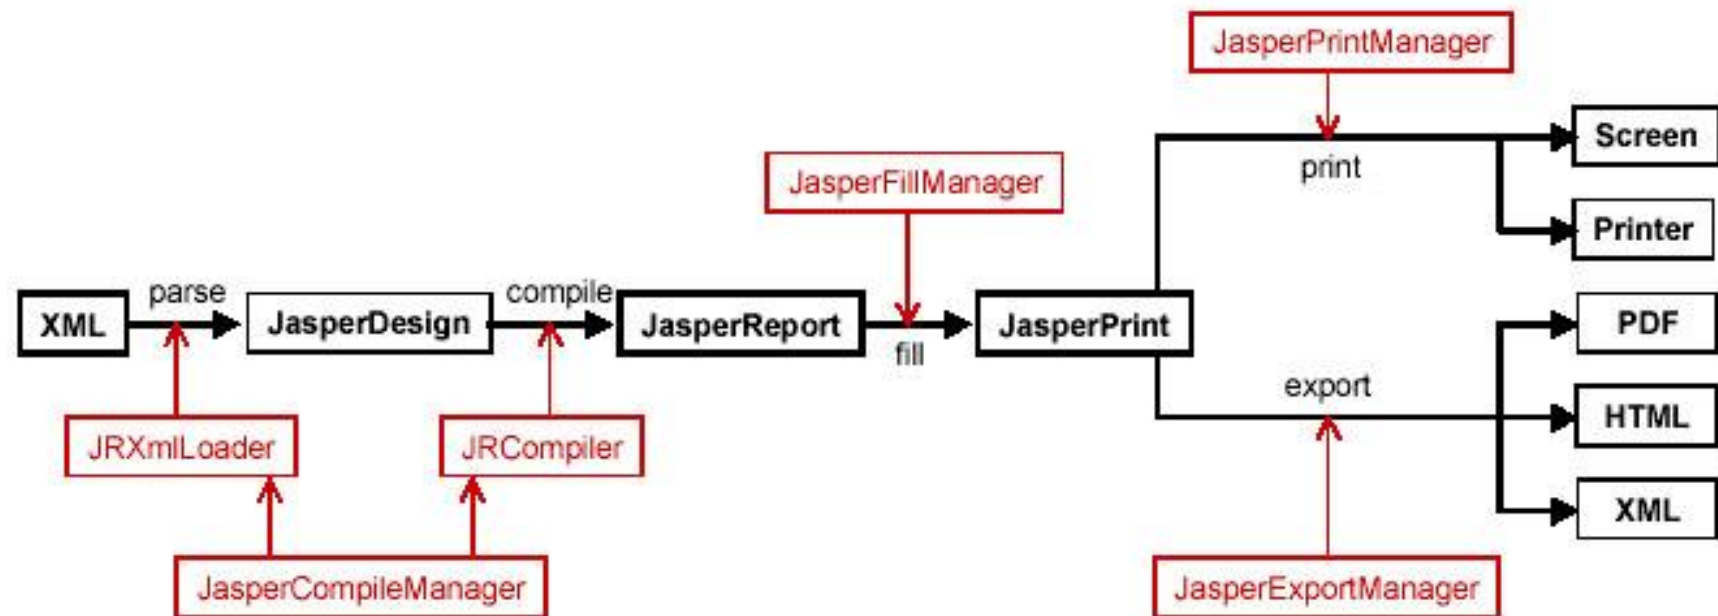 JasperPrintManager
Screen
print
JasperFillManager
Printer
parse
compile
XML
JasperDesign
JasperReport
JasperPrint
PDF
fill
export
HTML
JRXmlLoader
JRCompiler
XML
JasperCompileManager
JasperExportManager